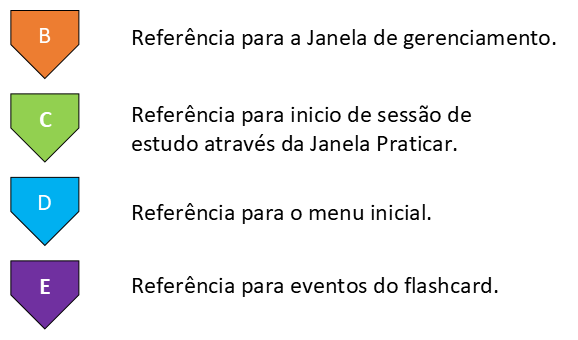 B
Referência para a Janela de gerenciamento.
C
Referência para inicio de sessão de
estudo através da Janela Praticar.
D
Referência para o menu inicial.
E
Referência para eventos do flashcard.